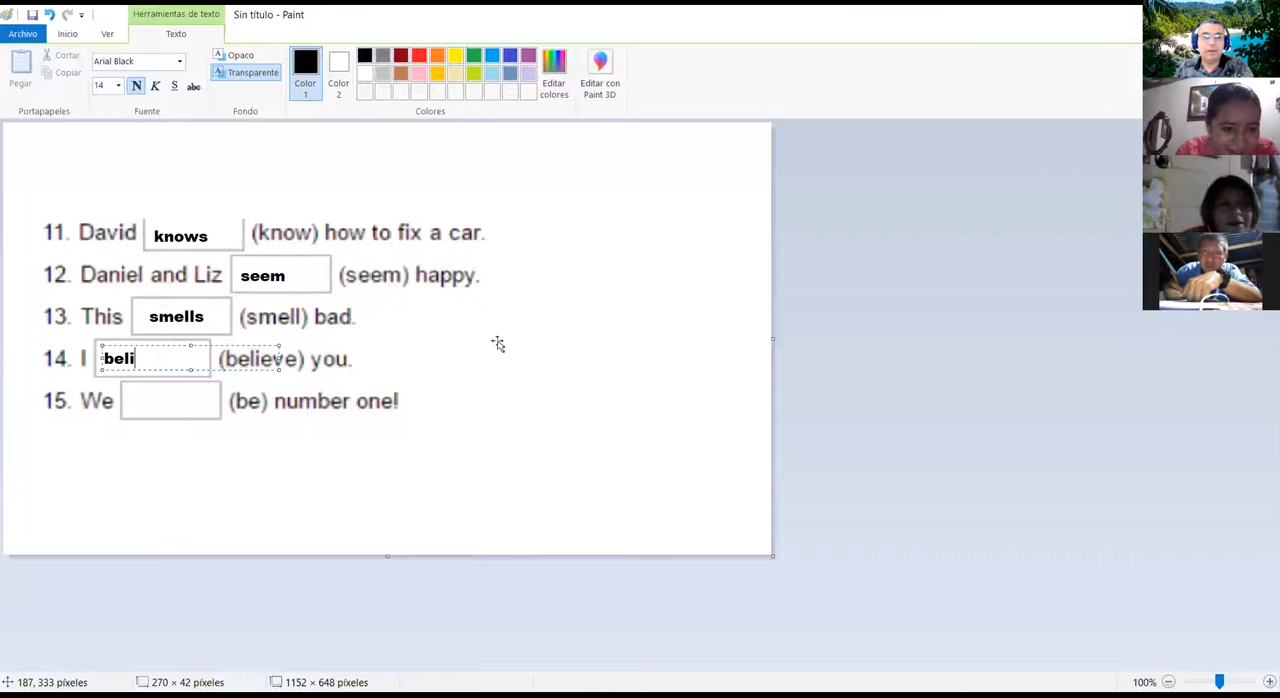 Herramientas de texto
Sin título - Paint
Archivo
Inicio
Ver
Texto
Pegar
Cortar
Copiar
Portapapeles
Arial Black
14
N K S abc
Fuente
Opaco
Transparente
Fondo
Color 1
Color 2
Editar colores
Editar con Paint 3D
Colores
11. David knows (know) how to fix a car.
12. Daniel and Liz seem (seem) happy.
13. This smells (smell) bad.
14. I beli (believe) you.
15. We (be) number one!
187, 333 píxeles
270 × 42 píxeles
1152 × 648 píxeles
100%